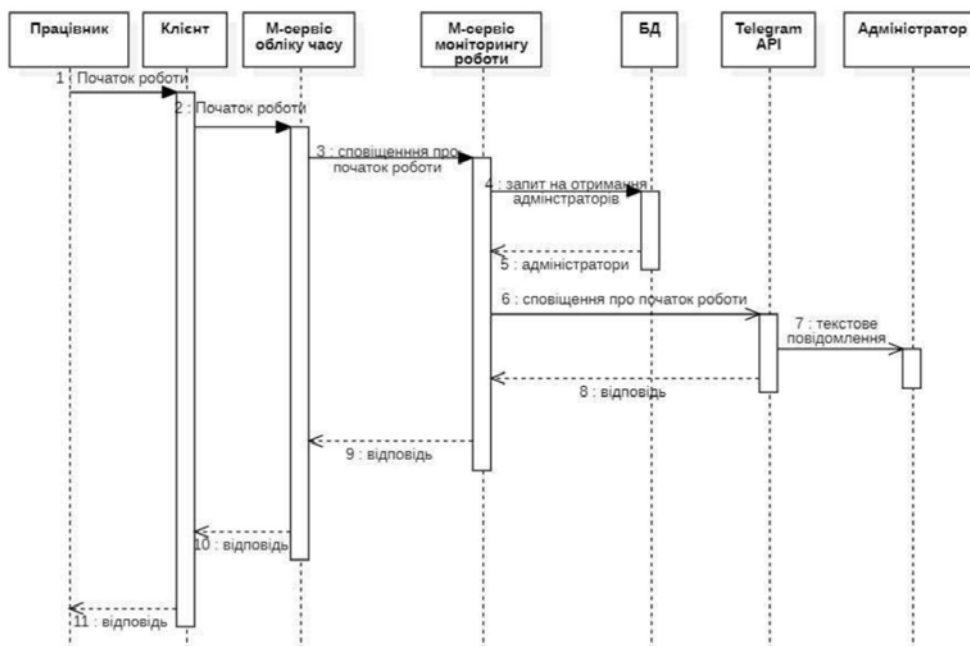 Працівник
Клієнт
М-сервіс
обліку часу
М-сервіс
моніторингу
роботи
БД
Telegram
API
Адміністратор
1 : Початок роботи
2 : Початок роботи
3 : сповіщенння про
початок роботи
4 : запит на отримання
адмінстраторів
5 : адміністратори
6 : сповіщення про початок роботи
7 : текстове
повідомлення
8 : відповідь
9 : відповідь
10 : відповідь
11 : відповідь